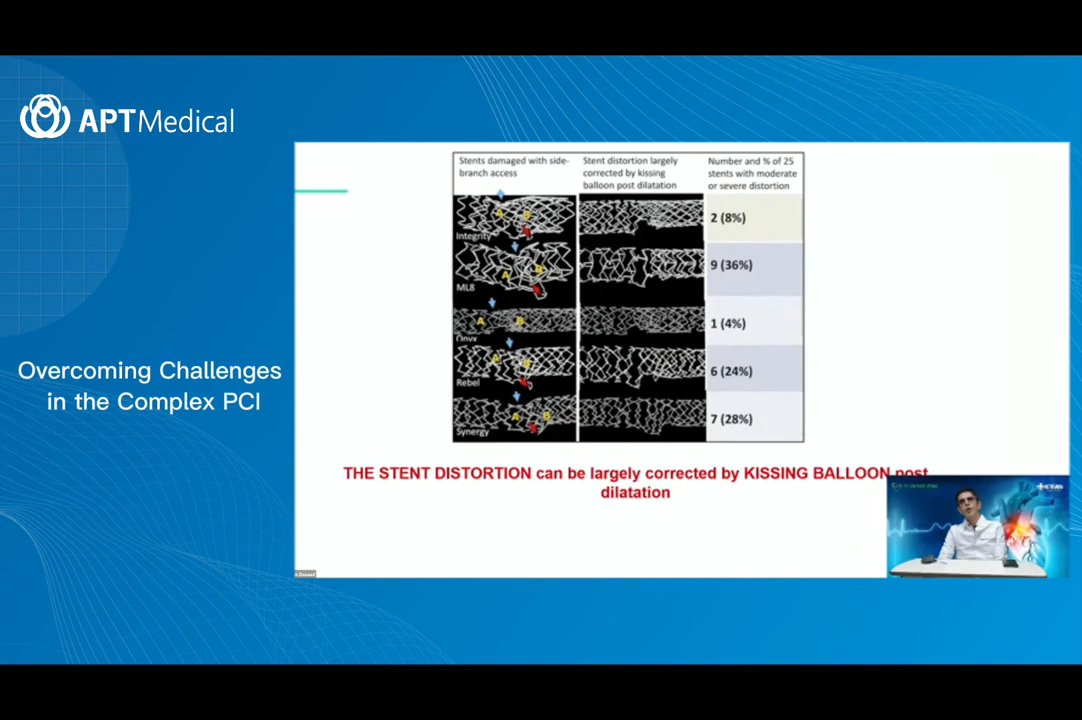 APTMedical
Overcoming Challenges
in the Complex PCI
Stents damaged with side-
branch access
Stent distortion largely
corrected by kissing
balloon post dilatation
Number and % of 25
stents with moderate
or severe distortion
A
B
Integrity
2 (8%)
A
B
ML8
9 (36%)
A
B
Onyx
1 (4%)
A
B
Rebel
6 (24%)
A
B
Synergy
7 (28%)
THE STENT DISTORTION can be largely corrected by KISSING BALLOON post
dilatation